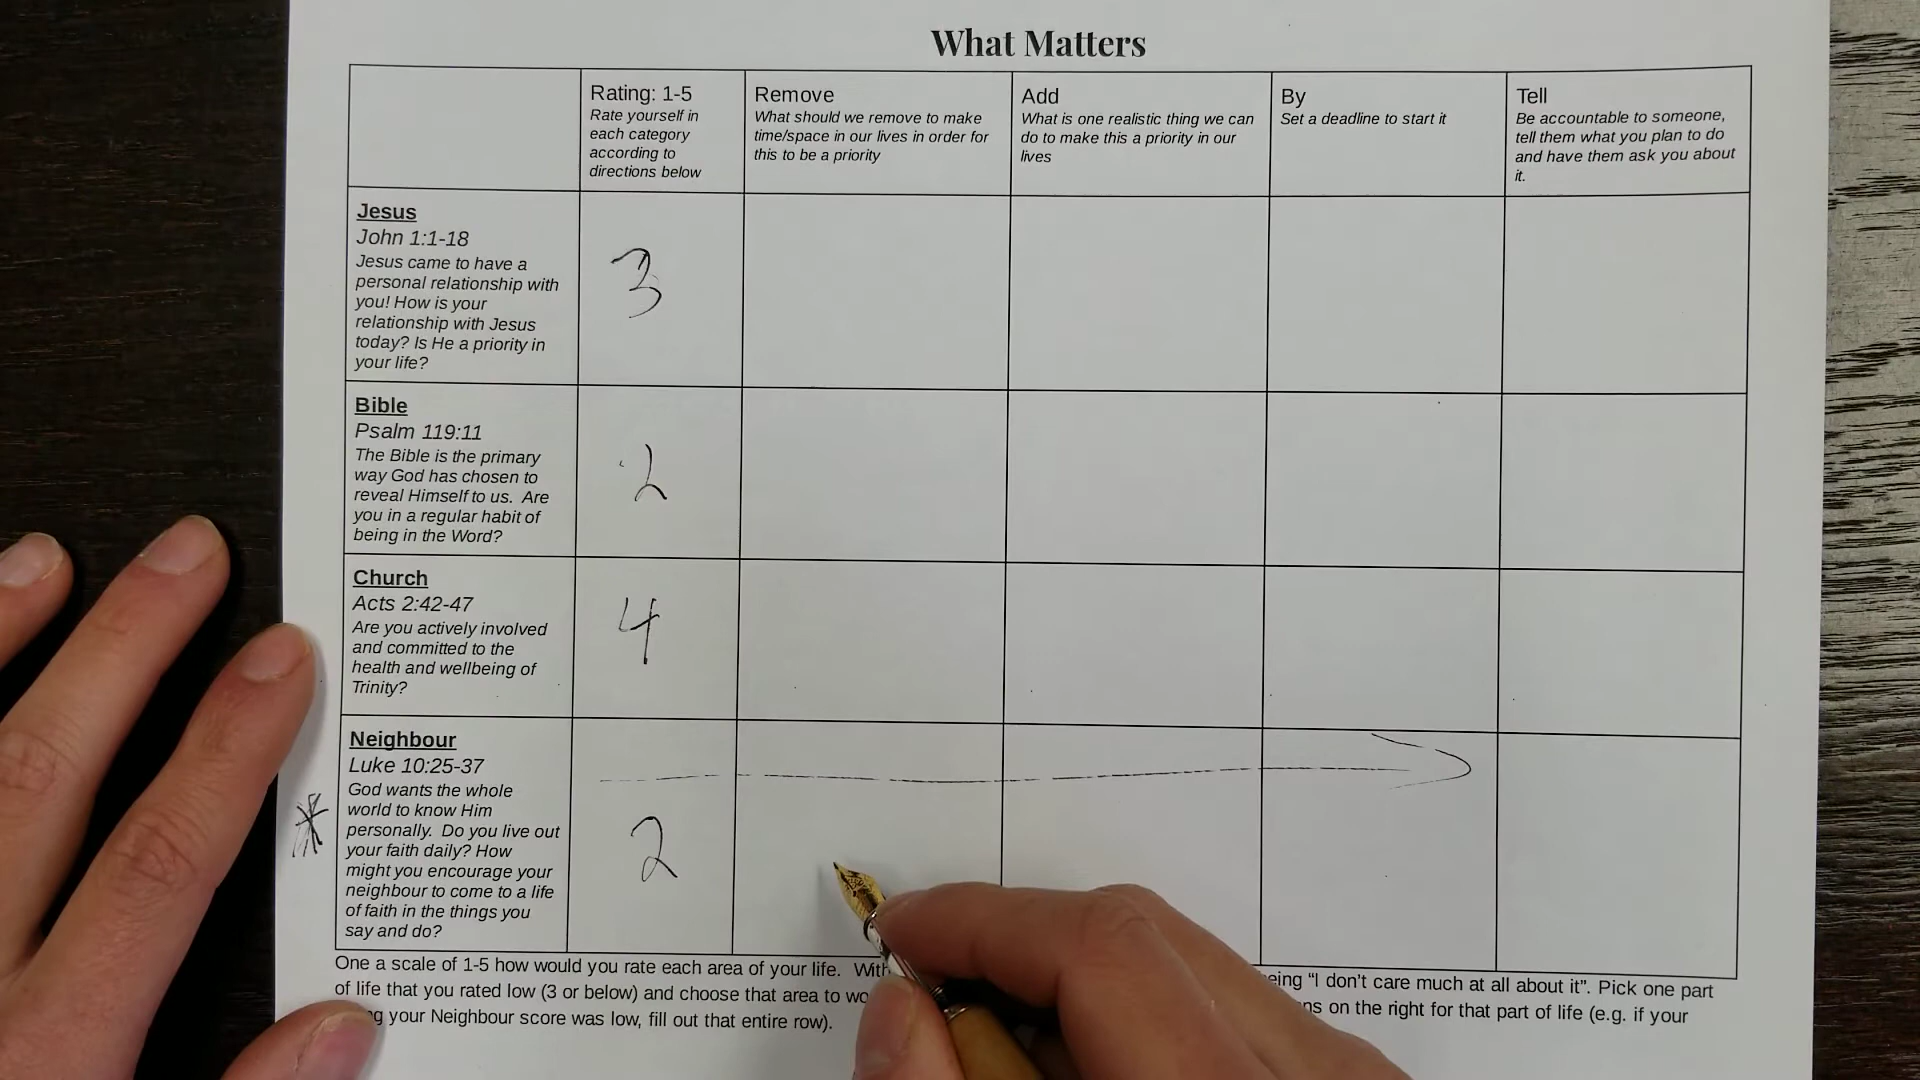 What Matters
Rating: 1-5
Rate yourself in
each category
according to
directions below
Remove
What should we remove to make
time/space in our lives in order for
this to be a priority
Add
What is one realistic thing we can
do to make this a priority in our
lives
By
Set a deadline to start it
Tell
Be accountable to someone,
tell them what you plan to do
and have them ask you about
it.
Jesus
John 1:1-18
Jesus came to have a
personal relationship with
you! How is your
relationship with Jesus
today? Is He a priority in
your life?
3
Bible
Psalm 119:11
The Bible is the primary
way God has chosen to
reveal Himself to us. Are
you in a regular habit of
being in the Word?
2
Church
Acts 2:42-47
Are you actively involved
and committed to the
health and wellbeing of
Trinity?
4
Neighbour
Luke 10:25-37
God wants the whole
world to know Him
personally. Do you live out
your faith daily? How
might you encourage your
neighbour to come to a life
of faith in the things you
say and do?
2
One a scale of 1-5 how would you rate each area of your life. With "I don't care much at all about it". Pick one part
of life that you rated low (3 or below) and choose that area to on the right for that part of life (e.g. if your
your Neighbour score was low, fill out that entire row).